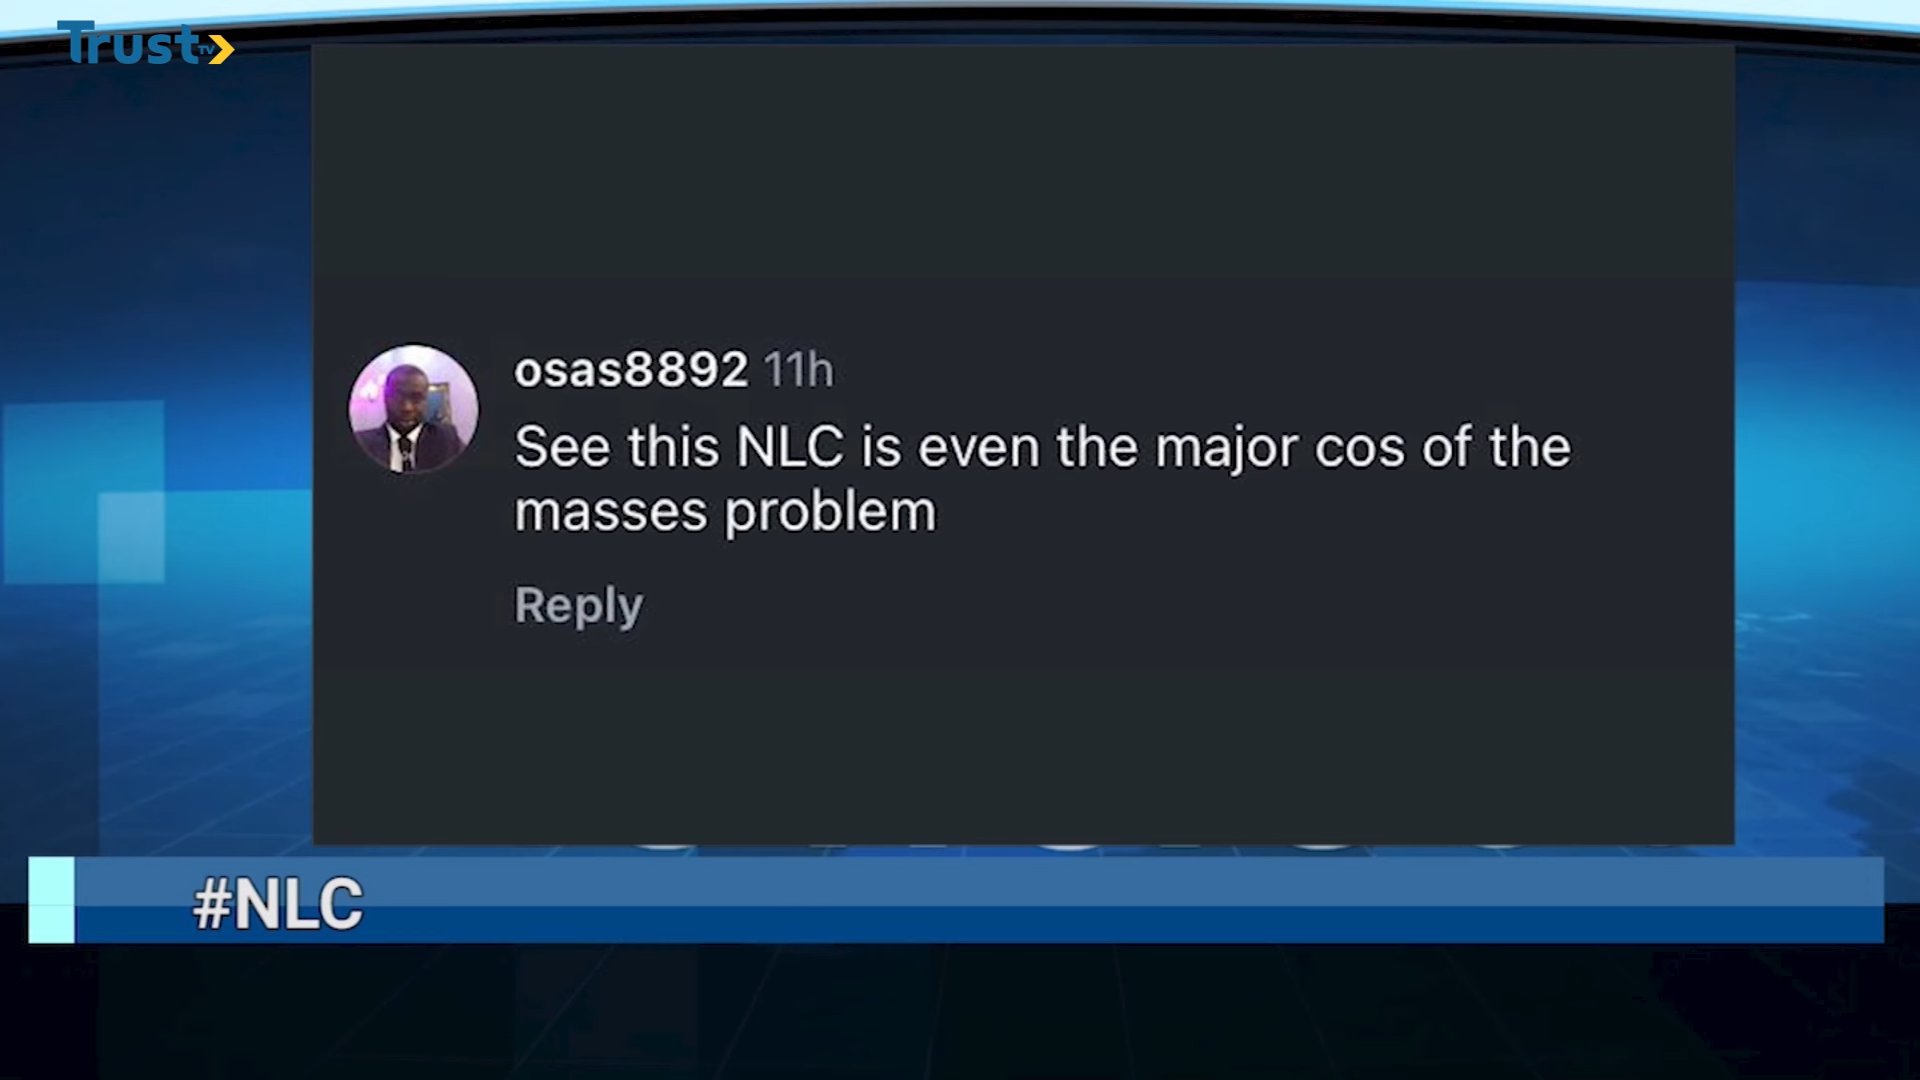 Trust TV
osas8892 11h
See this NLC is even the major cos of the
masses problem
Reply
#NLC